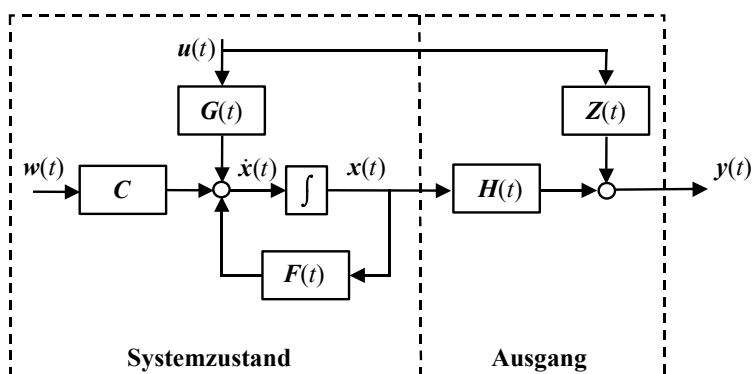 u(t)
G(t)
Z(t)
w(t)
C
ẋ(t)
∫
x(t)
H(t)
y(t)
F(t)
Systemzustand
Ausgang